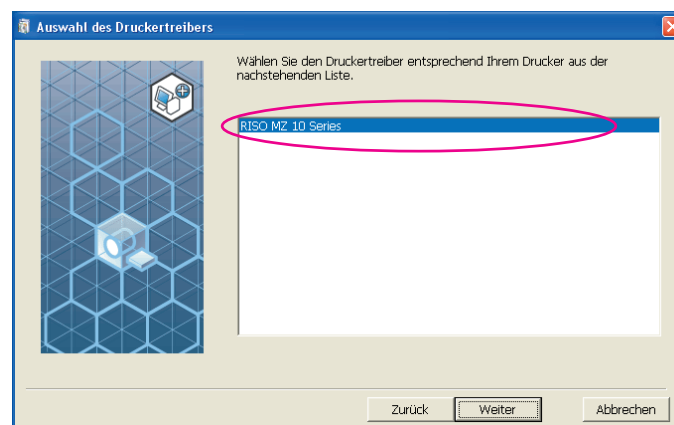 Auswahl des Druckertreibers
Wählen Sie den Druckertreiber entsprechend Ihrem Drucker aus der
nachstehenden Liste.
RISO MZ 10 Series
Zurück
Weiter
Abbrechen